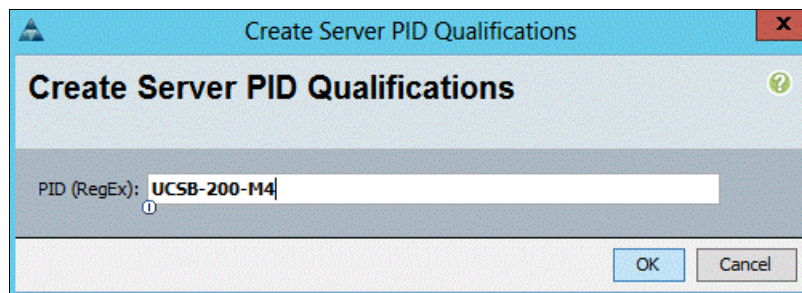 Create Server PID Qualifications
x
Create Server PID Qualifications
?
PID (RegEx): UCSB-200-M4
OK Cancel